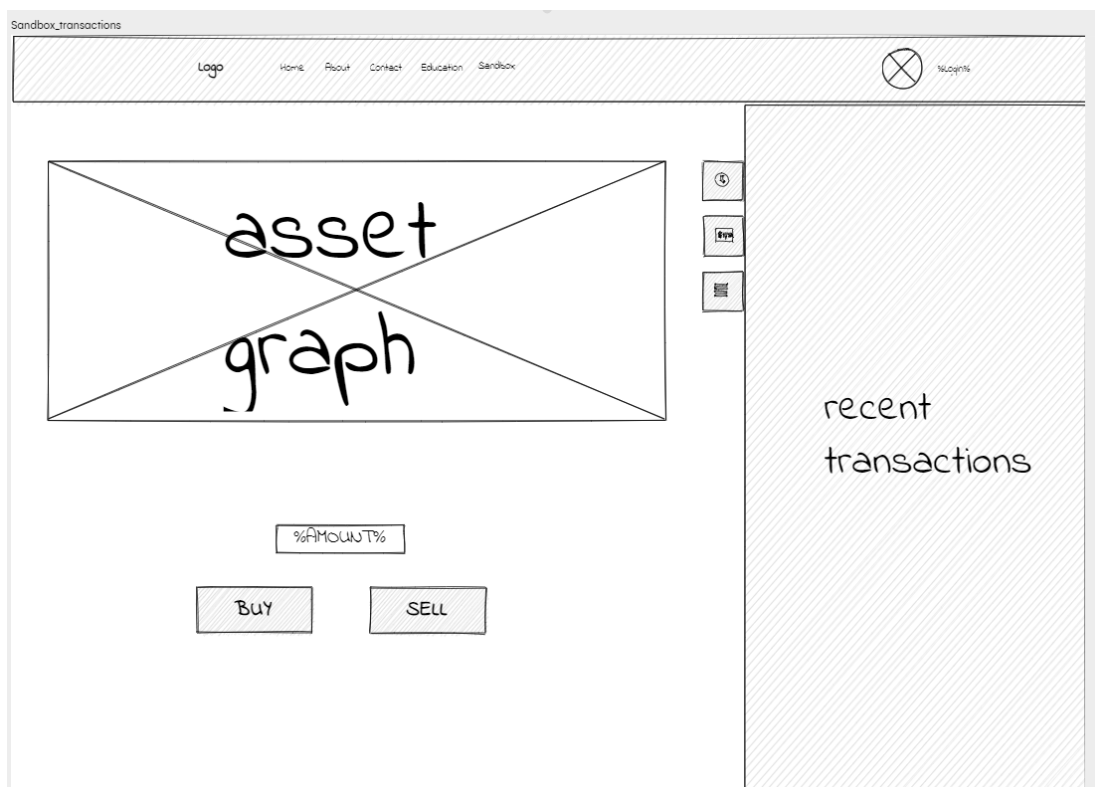 Sandbox_transactions
Logo Home About Contact Education Sandbox %Login%
asset
graph
recent
transactions
%AMOUNT%
BUY SELL